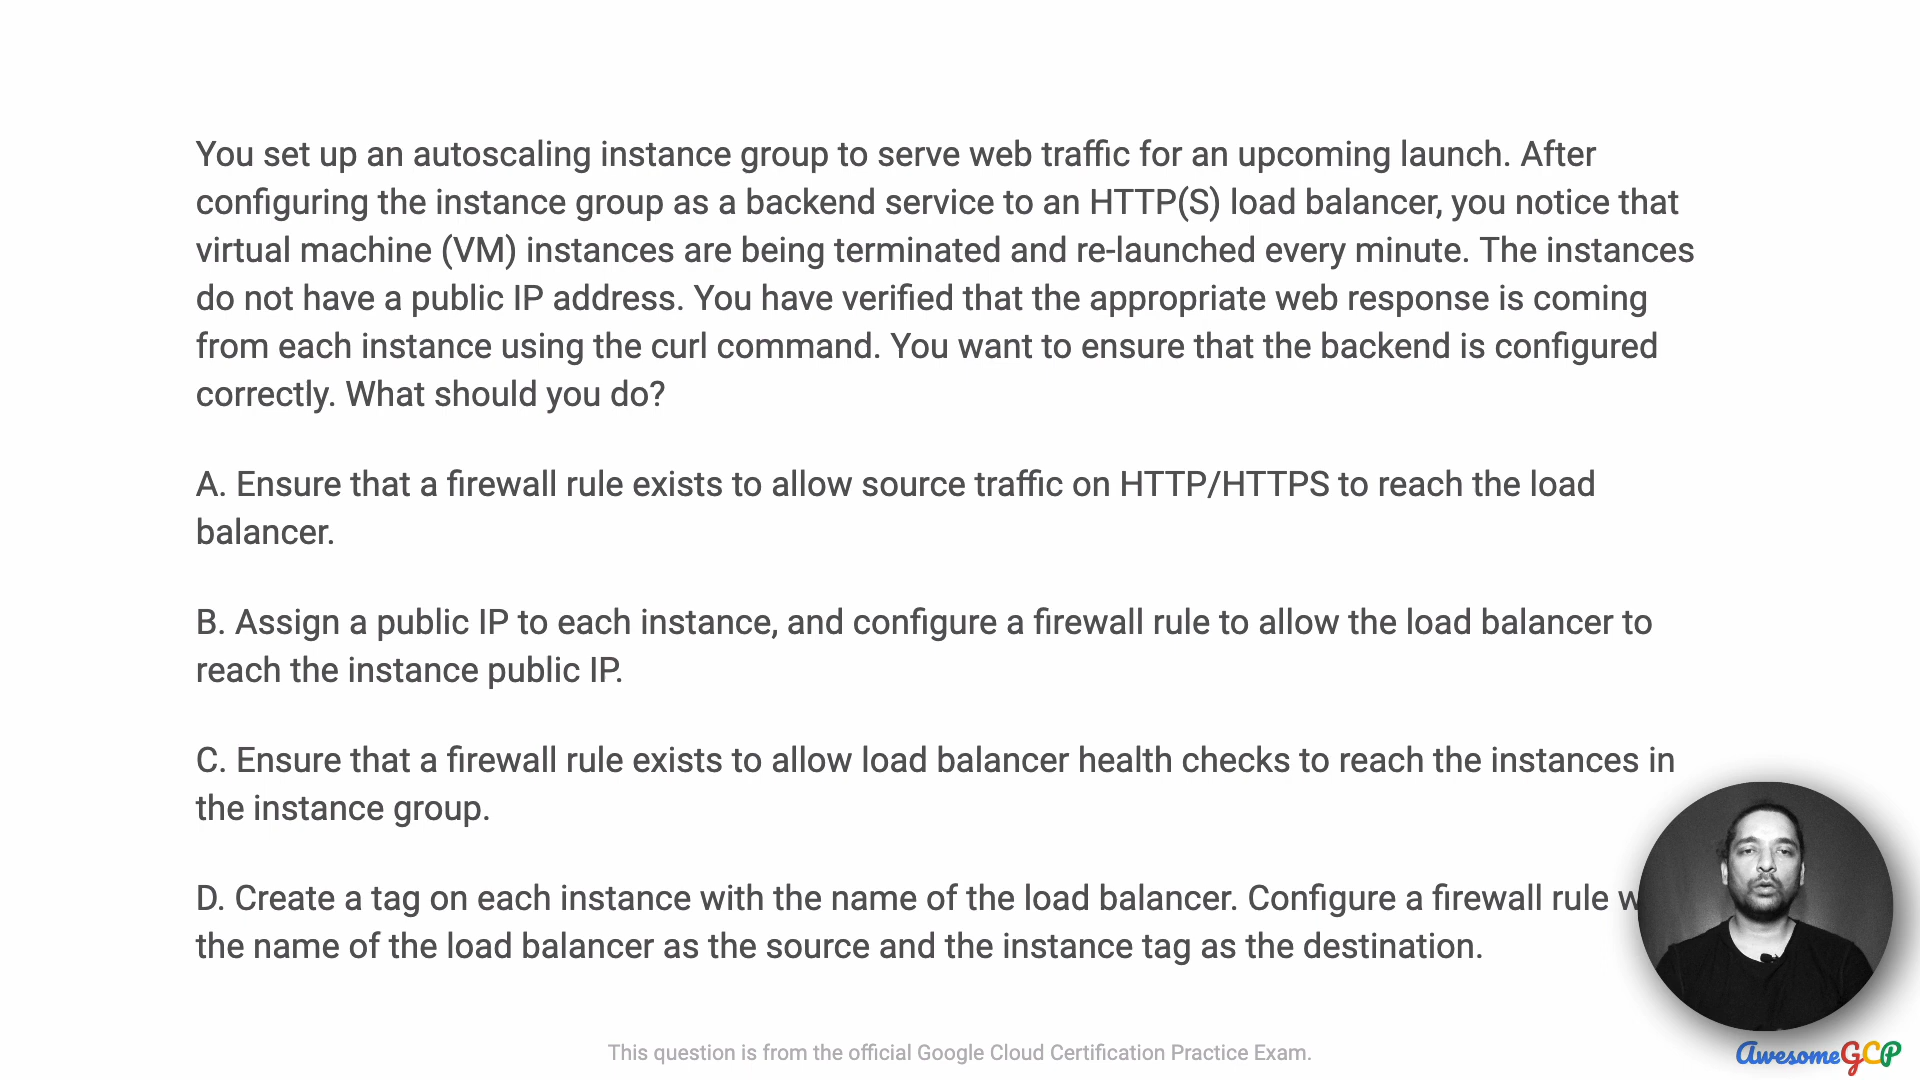 You set up an autoscaling instance group to serve web traffic for an upcoming launch. After
configuring the instance group as a backend service to an HTTP(S) load balancer, you notice that
virtual machine (VM) instances are being terminated and re-launched every minute. The instances
do not have a public IP address. You have verified that the appropriate web response is coming
from each instance using the curl command. You want to ensure that the backend is configured
correctly. What should you do?
A. Ensure that a firewall rule exists to allow source traffic on HTTP/HTTPS to reach the load
balancer.
B. Assign a public IP to each instance, and configure a firewall rule to allow the load balancer to
reach the instance public IP.
C. Ensure that a firewall rule exists to allow load balancer health checks to reach the instances in
the instance group.
D. Create a tag on each instance with the name of the load balancer. Configure a firewall rule
the name of the load balancer as the source and the instance tag as the destination.
This question is from the official Google Cloud Certification Practice Exam.
AwesomeGCP